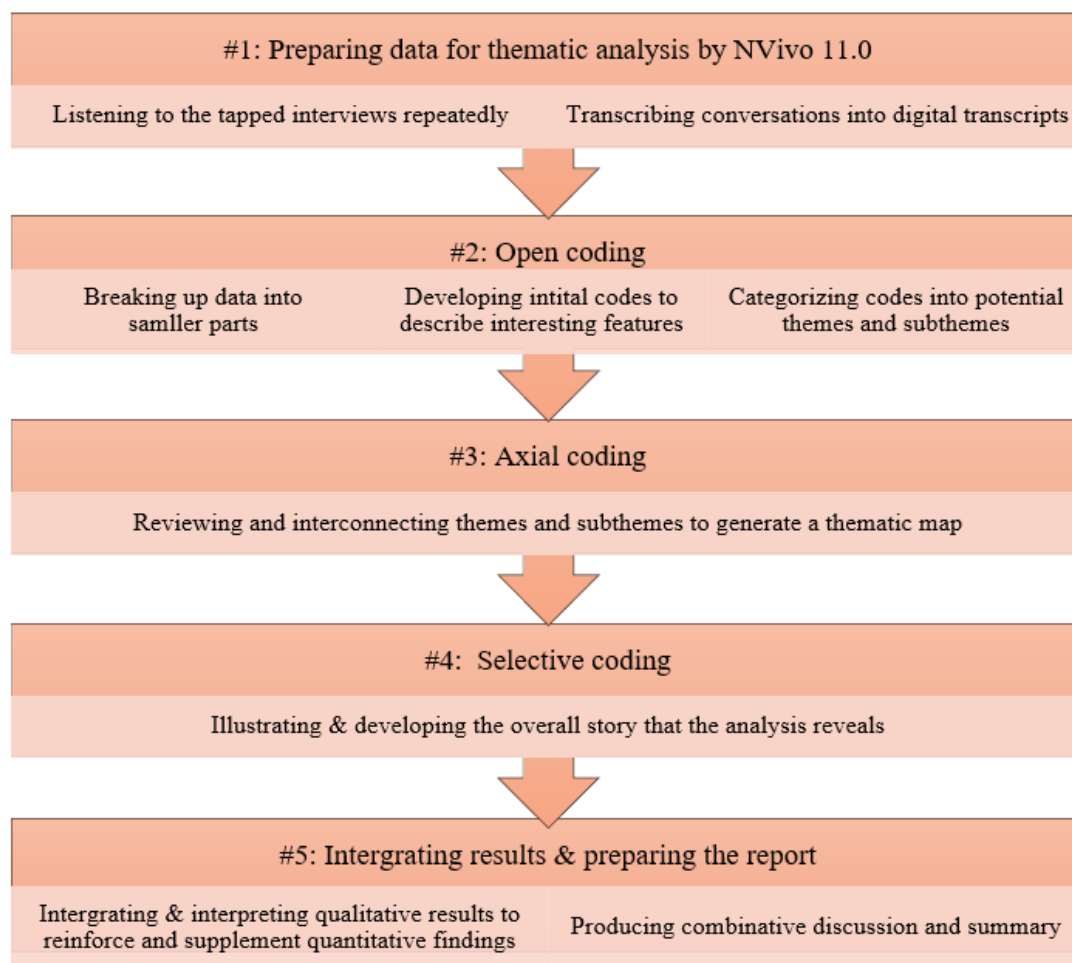 #1: Preparing data for thematic analysis by NVivo 11.0
Listening to the tapped interviews repeatedly
Transcribing conversations into digital transcripts
#2: Open coding
Breaking up data into
samller parts
Developing intital codes to
describe interesting features
Categorizing codes into potential
themes and subthemes
#3: Axial coding
Reviewing and interconnecting themes and subthemes to generate a thematic map
#4: Selective coding
Illustrating & developing the overall story that the analysis reveals
#5: Intergrating results & preparing the report
Intergrating & interpreting qualitative results to
reinforce and supplement quantitative findings
Producing combinative discussion and summary